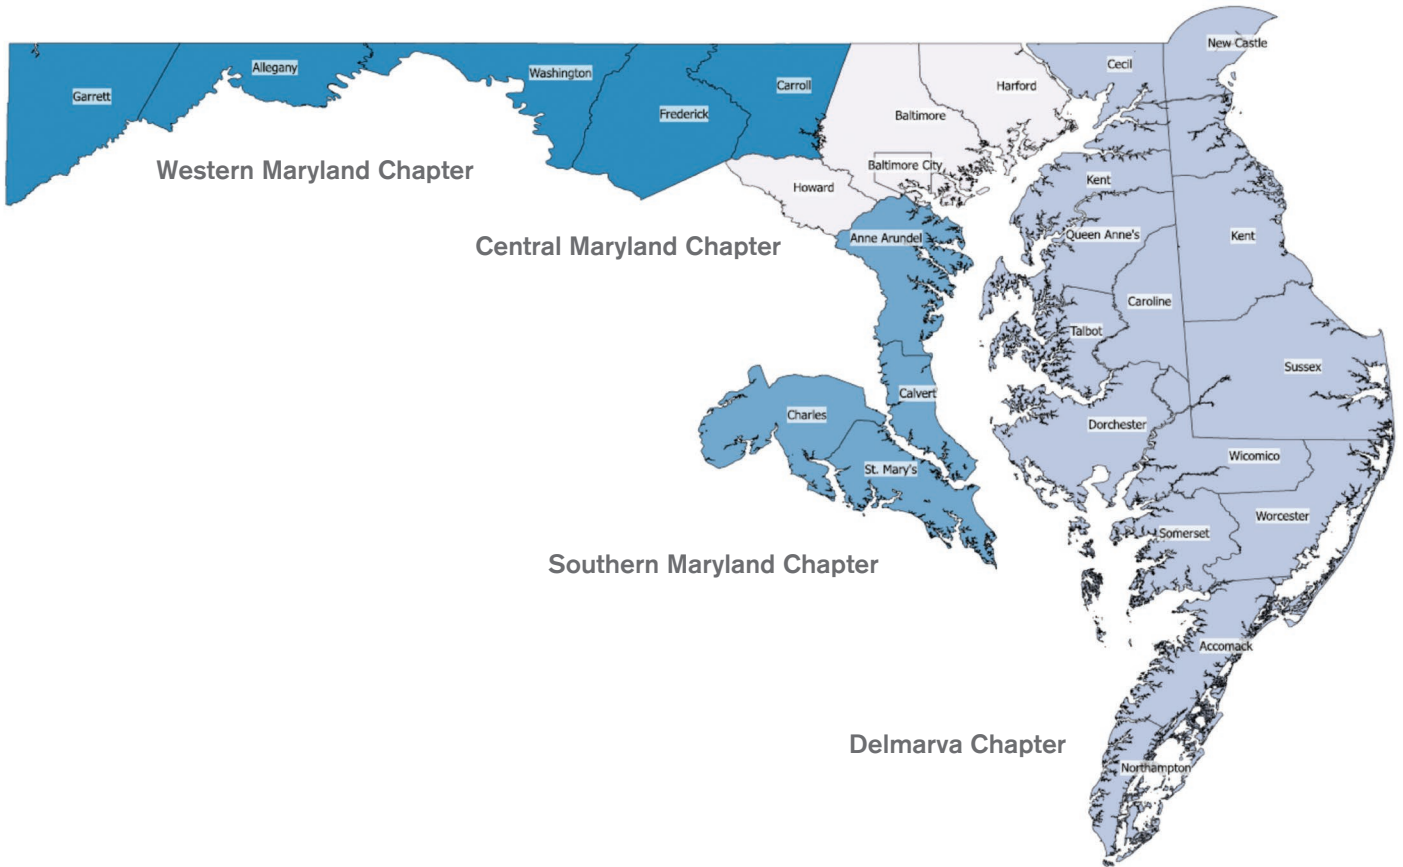 New Castle
Cecil
Allegany
Washington
Garrett
Carroll
Harford
Frederick
Baltimore
Western Maryland Chapter
Baltimore City
Kent
Howard
Central Maryland Chapter
Anne Arundel
Queen Anne's
Kent
Caroline
Talbot
Sussex
Calvert
Charles
Dorchester
Wicomico
St. Mary's
Worcester
Somerset
Southern Maryland Chapter
Accomack
Delmarva Chapter
Northampton